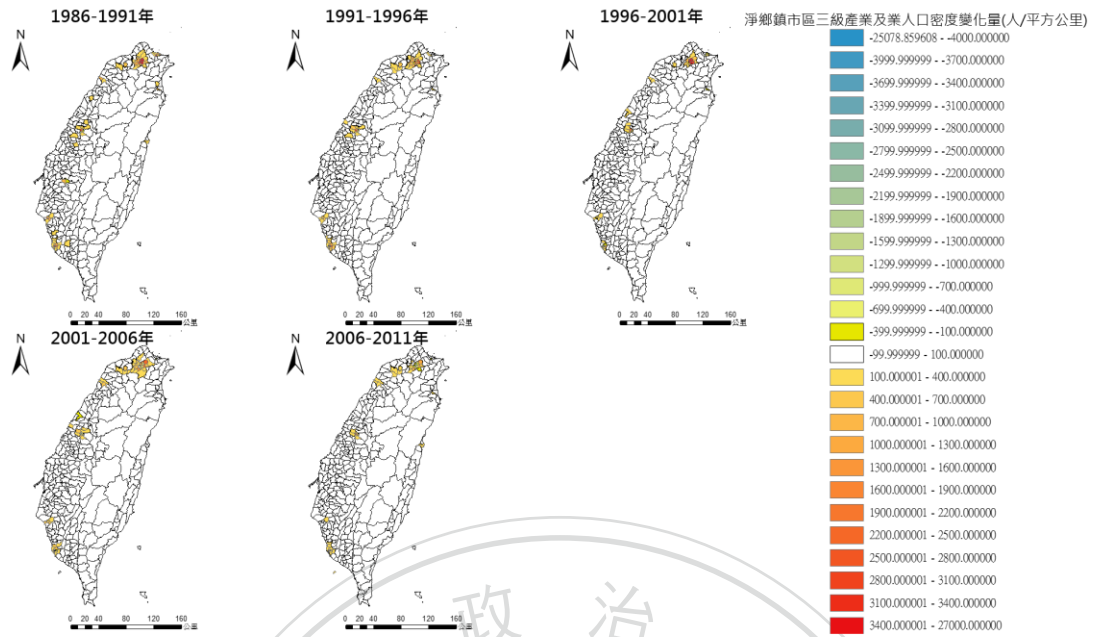 1986-1991年
1991-1996年
1996-2001年
淨鄉鎮市區三級產業及業人口密度變化量(人/平方公里)
N
N
N
-25078.859608 - -4000.000000
-3999.999999 - -3700.000000
-3699.999999 - -3400.000000
-3399.999999 - -3100.000000
-3099.999999 - -2800.000000
-2799.999999 - -2500.000000
-2499.999999 - -2200.000000
-2199.999999 - -1900.000000
-1899.999999 - -1600.000000
-1599.999999 - -1300.000000
-1299.999999 - -1000.000000
-999.999999 - -700.000000
-699.999999 - -400.000000
-399.999999 - -100.000000
-99.999999 - 100.000000
100.000001 - 400.000000
400.000001 - 700.000000
700.000001 - 1000.000000
1000.000001 - 1300.000000
1300.000001 - 1600.000000
1600.000001 - 1900.000000
1900.000001 - 2200.000000
2200.000001 - 2500.000000
2500.000001 - 2800.000000
2800.000001 - 3100.000000
3100.000001 - 3400.000000
3400.000001 - 27000.000000
0 20 40 80 120 160
公里
0 20 40 80 120 160
公里
0 20 40 80 120 160
公里
2001-2006年
2006-2011年
N
N
0 20 40 80 120 160
公里
0 20 40 80 120 160
公里
政 治